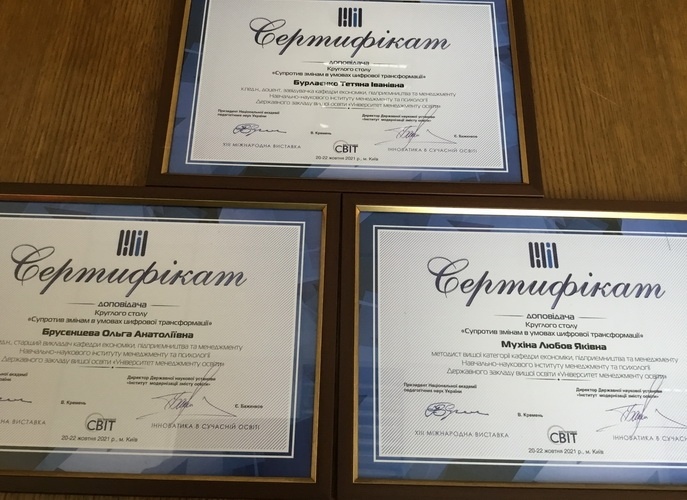 Сертифікат
ДОПОВІДАЧА
Круглого столу
«Супротив змінам в умовах цифрової трансформації»
Бурлаєнко Тетяна Іванівна
к.пед.н., доцент, завідувачка кафедри економіки, підприємництва та менеджменту
Навчально-наукового інституту менеджменту та психології
Державного закладу вищої освіти «Університет менеджменту освіти»
Президент Національної академії
педагогічних наук України
Директор Державної наукової установи
«Інститут модернізації змісту освіти»
В. Кремень
Є. Баженков
XIII МІЖНАРОДНА ВИСТАВКА
СВІТ
ІННОВАТИКА В СУЧАСНІЙ ОСВІТІ
20-22 жовтня 2021 р., м. Київ
Сертифікат
ДОПОВІДАЧА
Круглого столу
«Супротив змінам в умовах цифрової трансформації»
Брусенцева Ольга Анатоліївна
старший викладач кафедри економіки, підприємництва та менеджменту
Навчально-наукового інституту менеджменту та психології
Державного закладу вищої освіти «Університет менеджменту освіти»
Національної академії
України
Директор Державної наукової установи
«Інститут модернізації змісту освіти»
В. Кремень
Є. Баженков
ВИСТАВКА
СВІТ
ІННОВАТИКА В СУЧАСНІЙ ОСВІТІ
20-22 жовтня 2021 р., м. Київ
Сертифікат
ДОПОВІДАЧА
Круглого столу
«Супротив змінам в умовах цифрової трансформації»
Мухіна Любов Яківна
методист вищої категорії кафедри економіки, підприємництва та менеджменту
Навчально-наукового інституту менеджменту та психології
Державного закладу вищої освіти «Університет менеджменту освіти»
Президент Національної академії
педагогічних наук України
Директор Державної наукової установи
«Інститут модернізації змісту освіти»
В. Кремень
Є. Баженков
XIII МІЖНАРОДНА ВИСТАВКА
СВІТ
ІННОВАТИКА В СУЧАСНІЙ ОСВІТІ
20-22 жовтня 2021 р., м. Київ